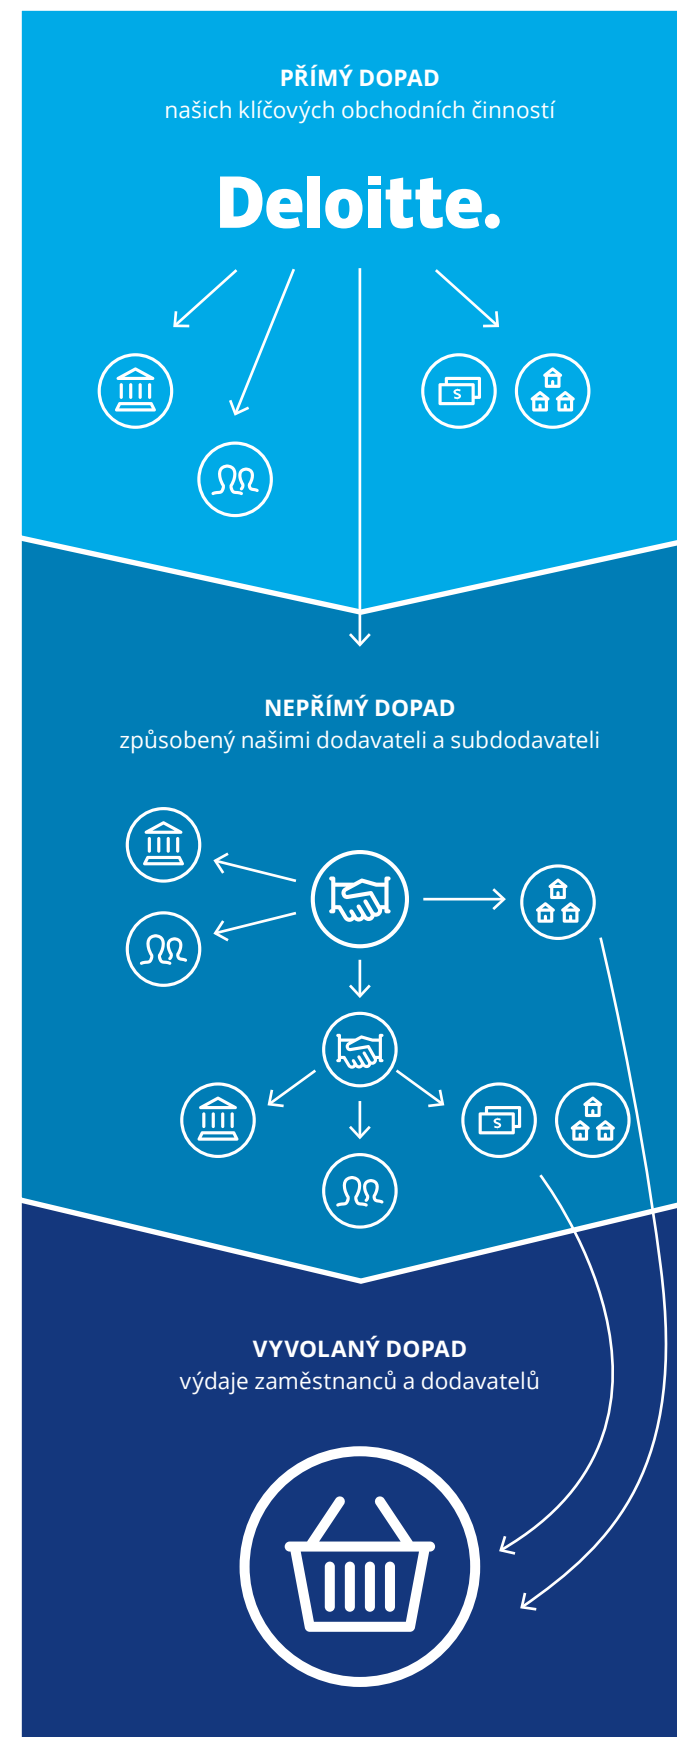 PŘÍMÝ DOPAD
našich klíčových obchodních činností
Deloitte.
S
NEPŘÍMÝ DOPAD
způsobený našimi dodavateli a subdodavateli
S
VYVOLANÝ DOPAD
výdaje zaměstnanců a dodavatelů